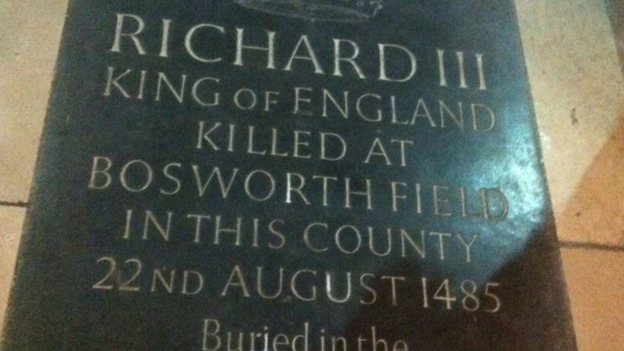 RICHARD III
KING OF ENGLAND
KILLED AT
BOSWORTH FIELD
IN THIS COUNTY
22ND AUGUST 1485
Buried in the